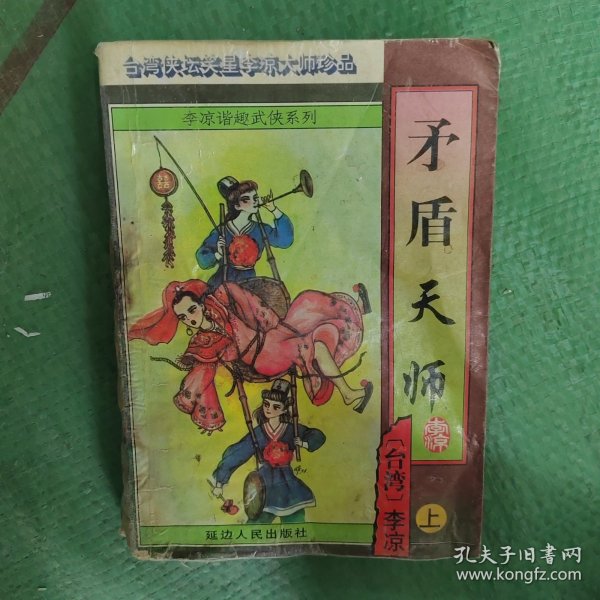 台湾侠坛笑星李凉大师珍品
李凉谐趣武侠系列
矛盾天师
李凉
〔台湾〕李凉
上
延边人民出版社
孔夫子旧书网
www.kongfz.com